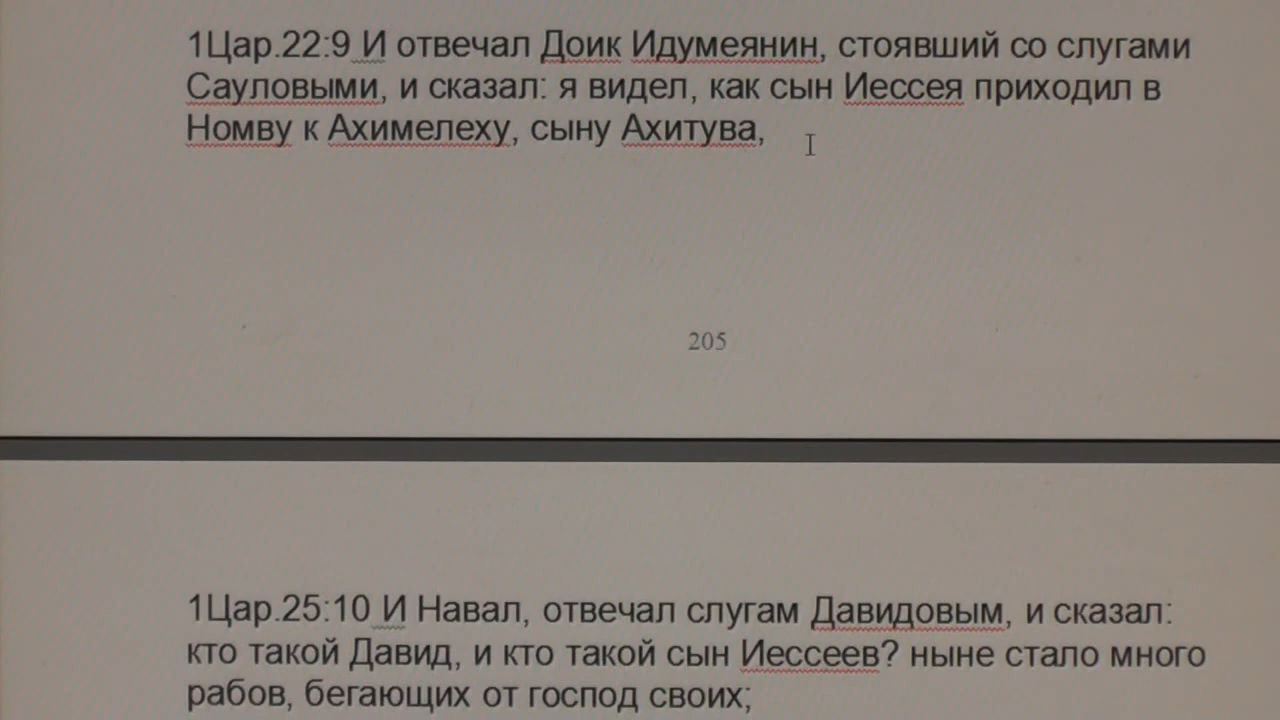 1Цар.22:9 И отвечал Доик Идумеянин, стоявший со слугами
Сауловыми, и сказал: я видел, как сын Иессея приходил в
Номву к Ахимелеху, сыну Ахитува,
205
1Цар.25:10 И Навал, отвечал слугам Давидовым, и сказал:
кто такой Давид, и кто такой сын Иессеев? ныне стало много
рабов, бегающих от господ своих;